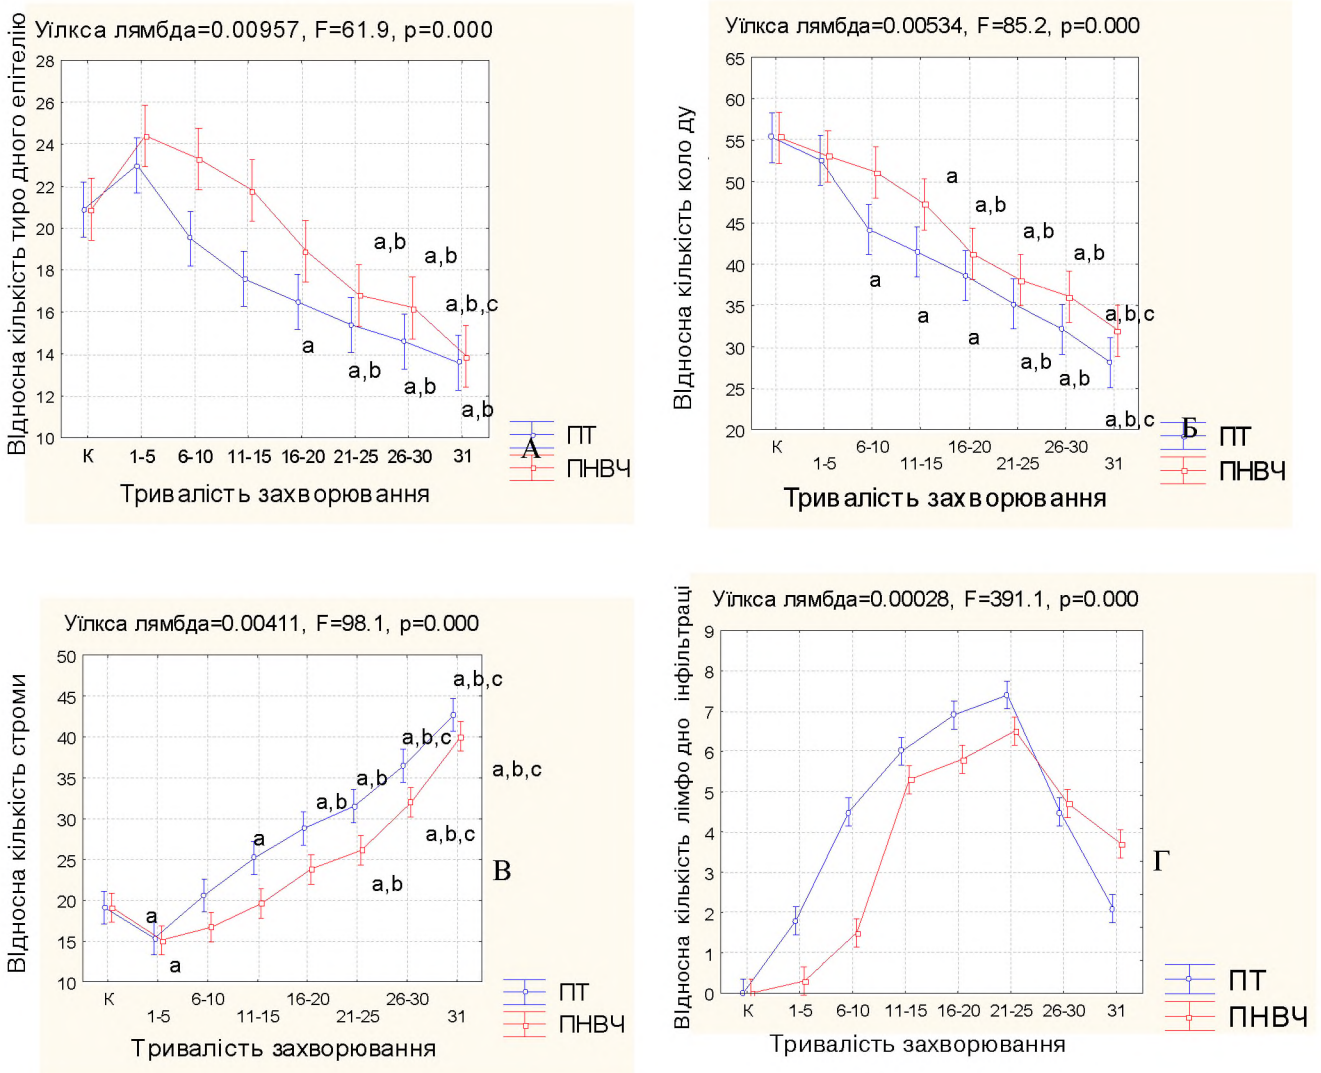 Уїлкса лямбда=0.00957, F=61.9, p=0.000
ВІдносна кількість тиро дного епітелію
28
26
24
22
20
18
16
14
12
10
a,b
a,b
a,b,c
a
a,b
a,b
a,b
К 1-5 6-10 11-15 16-20 21-25 26-30 31
Тривалість захворювання
А
ПТ
ПНВЧ
Уїлкса лямбда=0.00534, F=85.2, p=0.000
ВІдносна кількість коло ду
65
60
55
50
45
40
35
30
25
20
a
a,b
a,b
a,b
a,b,c
a
a
a
a,b
a,b
a,b,c
К 6-10 16-20 26-30
1-5 11-15 21-25 31
Тривалість захворювання
Б
ПТ
ПНВЧ
Уїлкса лямбда=0.00411, F=98.1, p=0.000
ВІдносна кількість строми
50
45
40
35
30
25
20
15
10
a,b,c
a,b,c
a,b,c
a,b
a,b
a
a,b,c
a,b
a
a
К 6-10 16-20 26-30
1-5 11-15 21-25 31
Тривалість захворювання
В
ПТ
ПНВЧ
Уїлкса лямбда=0.00028, F=391.1, p=0.000
ВІдносна кількість лімфо дно інфільтраці
9
8
7
6
5
4
3
2
1
0
К 1-5 6-10 11-15 16-20 21-25 26-30 31
Тривалість захворювання
Г
ПТ
ПНВЧ